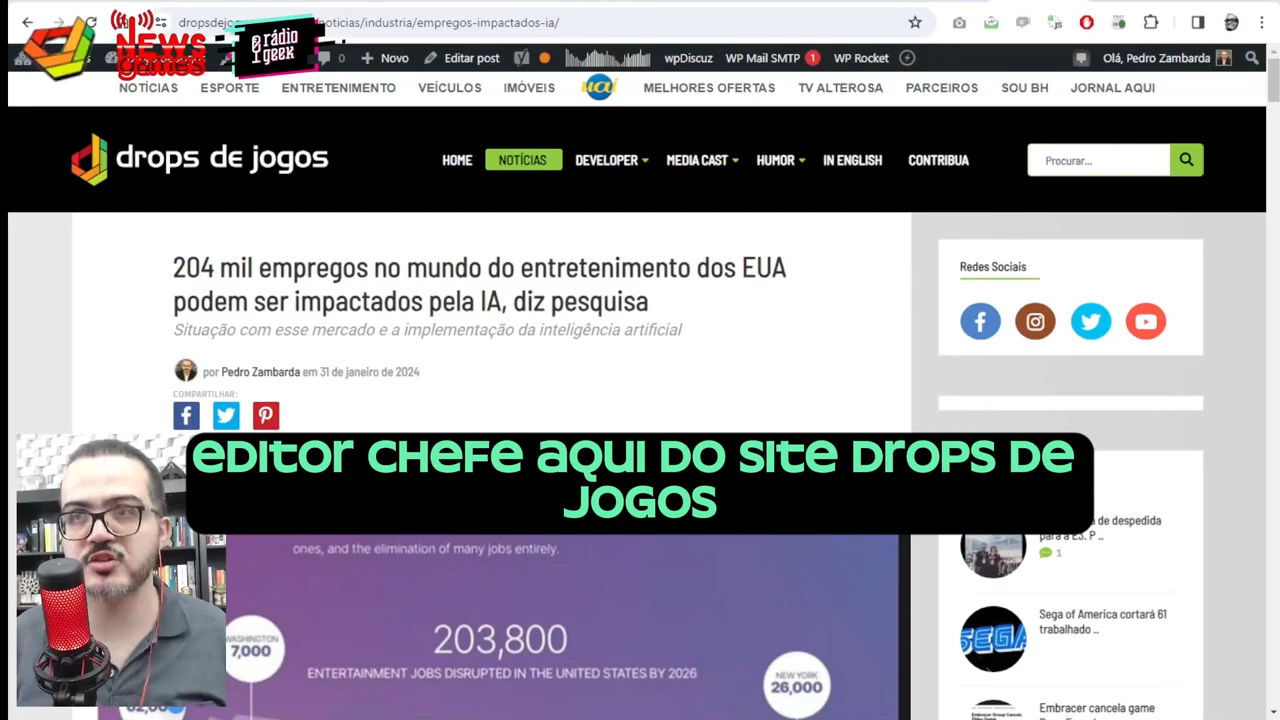 dropsdejo
noticias/industria/empregos-impactados-ia/
NEWS
games
rádio
geek
0
Novo
Editar post
wpDiscuz
WP Mail SMTP
1
WP Rocket
Olá, Pedro Zambarda
NOTÍCIAS
ESPORTE
ENTRETENIMENTO
VEÍCULOS
IMÓVEIS
uai
MELHORES OFERTAS
TV ALTEROSA
PARCEIROS
SOU BH
JORNAL AQUI
drops de jogos
HOME
NOTÍCIAS
DEVELOPER
MEDIA CAST
HUMOR
IN ENGLISH
CONTRIBUA
Procurar...
204 mil empregos no mundo do entretenimento dos EUA
podem ser impactados pela IA, diz pesquisa
Situação com esse mercado e a implementação da inteligência artificial
por Pedro Zambarda em 31 de janeiro de 2024
COMPARTILHAR:
Redes Sociais
editor chefe aqui do site drops de
jogos
a de despedida
para a E3. P ..
1
ones, and the elimination of many jobs entirely.
WASHINGTON
7,000
203,800
ENTERTAINMENT JOBS DISRUPTED IN THE UNITED STATES BY 2026
NEW YORK
26,000
SEGA
Sega of America cortará 61
trabalhado ..
Embracer cancela game